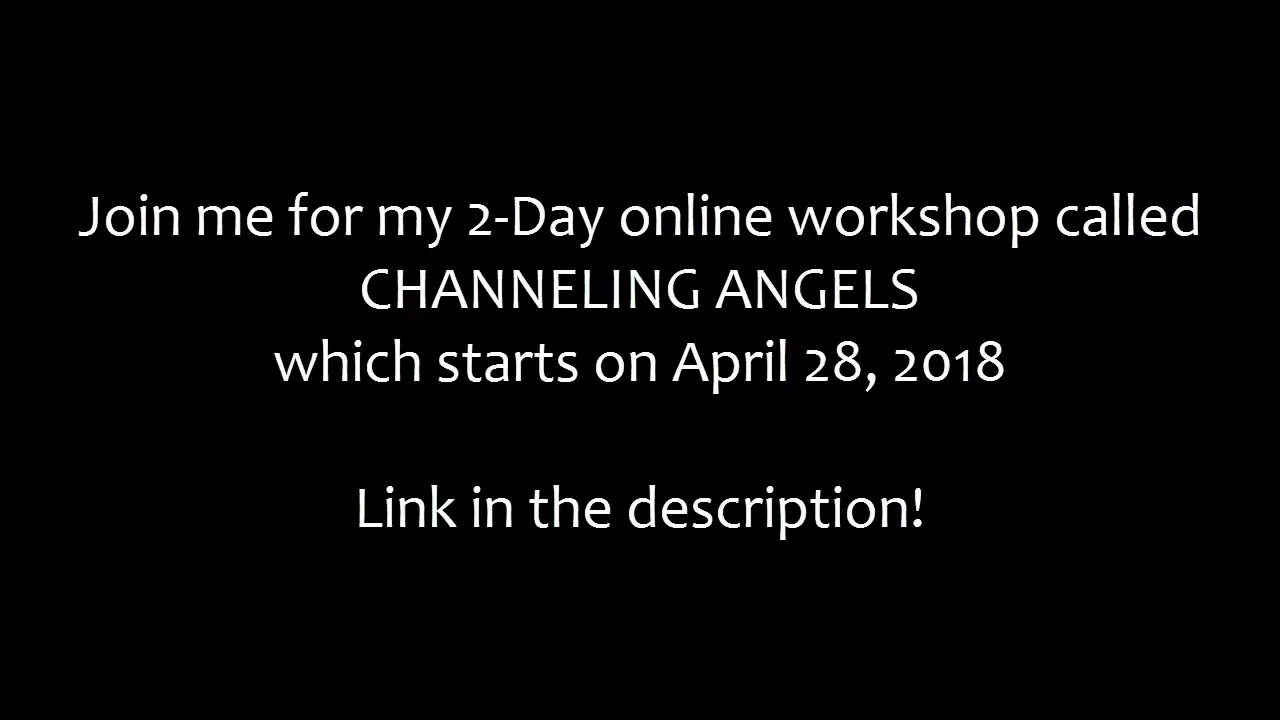 Join me for my 2-Day online workshop called
CHANNELING ANGELS
which starts on April 28, 2018
Link in the description!